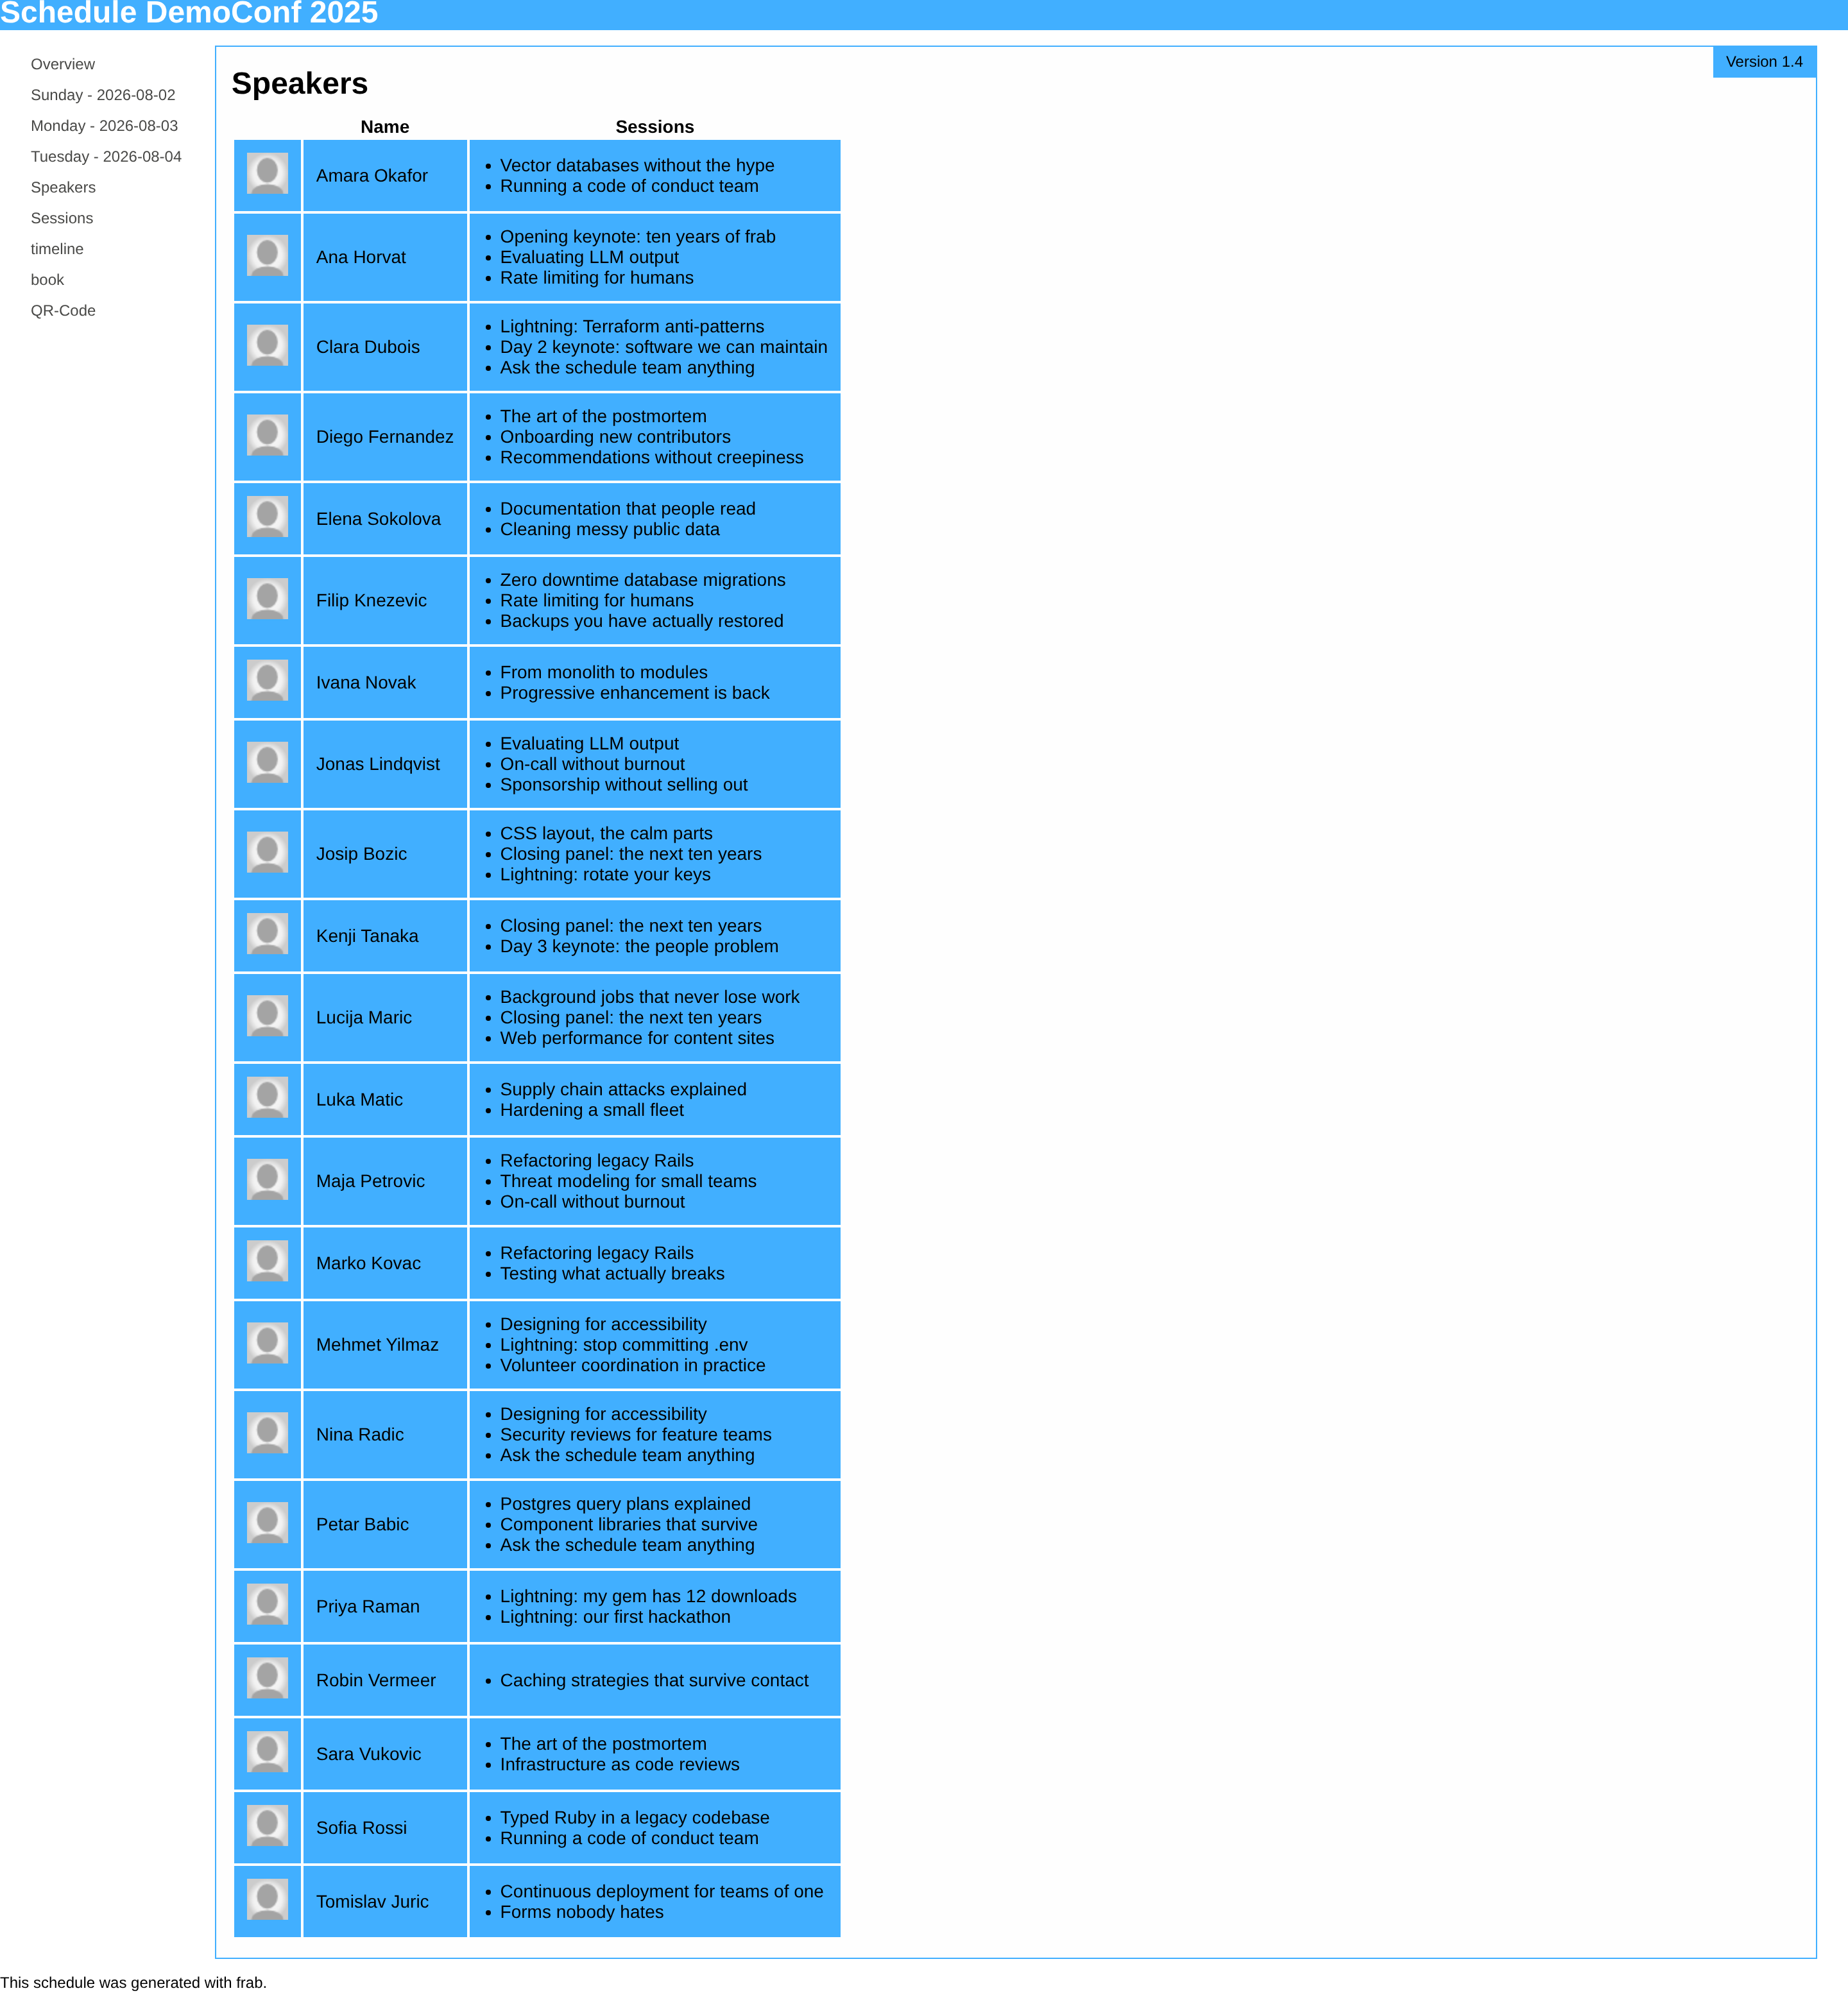 Schedule DemoConf 2025
Overview
Sunday - 2026-08-02
Monday - 2026-08-03
Tuesday - 2026-08-04
Speakers
Sessions
timeline
book
QR-Code
Version 1.4
Speakers
Name Sessions
Amara Okafor
Vector databases without the hype
Running a code of conduct team
Ana Horvat
Opening keynote: ten years of frab
Evaluating LLM output
Rate limiting for humans
Clara Dubois
Lightning: Terraform anti-patterns
Day 2 keynote: software we can maintain
Ask the schedule team anything
Diego Fernandez
The art of the postmortem
Onboarding new contributors
Recommendations without creepiness
Elena Sokolova
Documentation that people read
Cleaning messy public data
Filip Knezevic
Zero downtime database migrations
Rate limiting for humans
Backups you have actually restored
Ivana Novak
From monolith to modules
Progressive enhancement is back
Jonas Lindqvist
Evaluating LLM output
On-call without burnout
Sponsorship without selling out
Josip Bozic
CSS layout, the calm parts
Closing panel: the next ten years
Lightning: rotate your keys
Kenji Tanaka
Closing panel: the next ten years
Day 3 keynote: the people problem
Lucija Maric
Background jobs that never lose work
Closing panel: the next ten years
Web performance for content sites
Luka Matic
Supply chain attacks explained
Hardening a small fleet
Maja Petrovic
Refactoring legacy Rails
Threat modeling for small teams
On-call without burnout
Marko Kovac
Refactoring legacy Rails
Testing what actually breaks
Mehmet Yilmaz
Designing for accessibility
Lightning: stop committing .env
Volunteer coordination in practice
Nina Radic
Designing for accessibility
Security reviews for feature teams
Ask the schedule team anything
Petar Babic
Postgres query plans explained
Component libraries that survive
Ask the schedule team anything
Priya Raman
Lightning: my gem has 12 downloads
Lightning: our first hackathon
Robin Vermeer
Caching strategies that survive contact
Sara Vukovic
The art of the postmortem
Infrastructure as code reviews
Sofia Rossi
Typed Ruby in a legacy codebase
Running a code of conduct team
Tomislav Juric
Continuous deployment for teams of one
Forms nobody hates
This schedule was generated with frab.